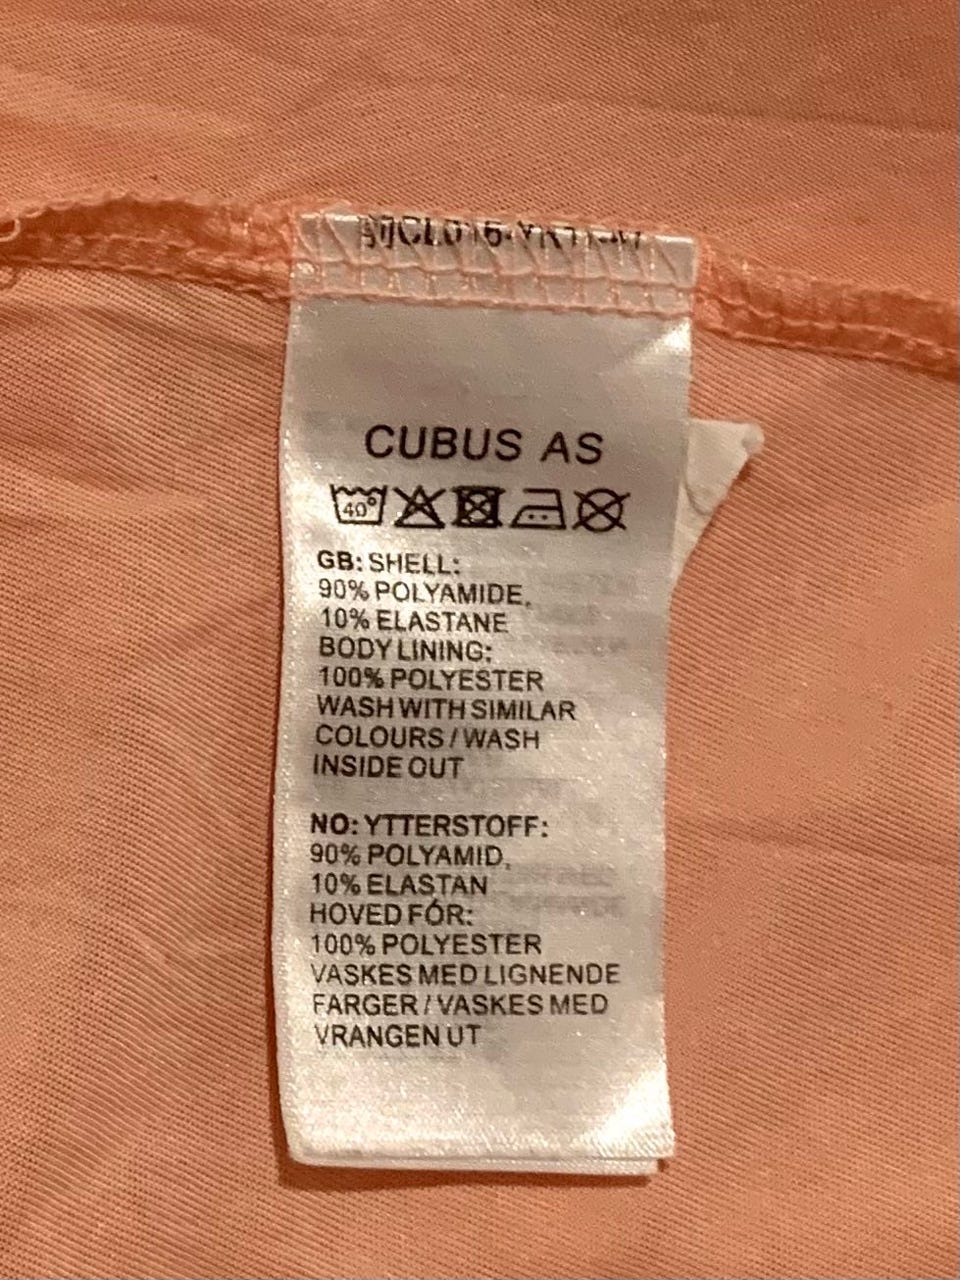 CUBUS AS
40°
GB: SHELL:
90% POLYAMIDE,
10% ELASTANE
BODY LINING:
100% POLYESTER
WASH WITH SIMILAR
COLOURS / WASH
INSIDE OUT
NO: YTTERSTOFF:
90% POLYAMID,
10% ELASTAN
HOVED FÓR:
100% POLYESTER
VASKES MED LIGNENDE
FARGER / VASKES MED
VRANGEN UT